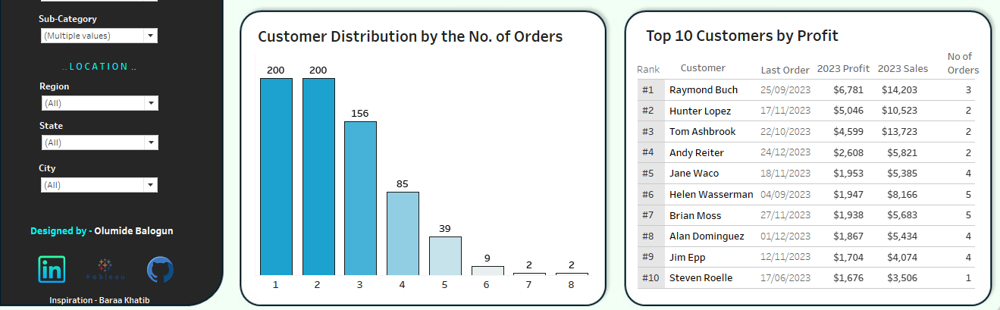 Sub-Category
(Multiple values)
.. LOCATION ..
Region
(All)
State
(All)
City
(All)
Designed by - Olumide Balogun
in
tableau
Inspiration - Baraa Khatib
Customer Distribution by the No. of Orders
200 200 156 85 39 9 2 2
1 2 3 4 5 6 7 8
Top 10 Customers by Profit
Rank Customer Last Order 2023 Profit 2023 Sales No of Orders
#1 Raymond Buch 25/09/2023 $6,781 $14,203 3
#2 Hunter Lopez 17/11/2023 $5,046 $10,523 2
#3 Tom Ashbrook 22/10/2023 $4,599 $13,723 2
#4 Andy Reiter 24/12/2023 $2,608 $5,821 2
#5 Jane Waco 18/11/2023 $1,953 $5,385 4
#6 Helen Wasserman 04/09/2023 $1,947 $8,166 5
#7 Brian Moss 27/11/2023 $1,938 $5,683 5
#8 Alan Dominguez 01/12/2023 $1,867 $5,434 4
#9 Jim Epp 12/11/2023 $1,704 $4,074 4
#10 Steven Roelle 17/06/2023 $1,676 $3,506 1